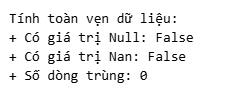 Tính toàn vẹn dữ liệu:
+ Có giá trị Null: False
+ Có giá trị Nan: False
+ Số dòng trùng: 0